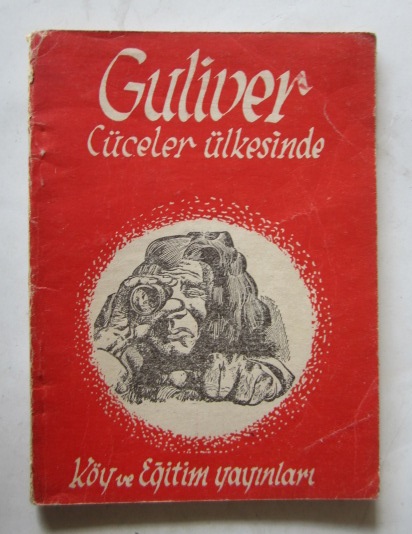 Guliver
Cüceler ülkesinde
Köy ve Eğitim yayınları